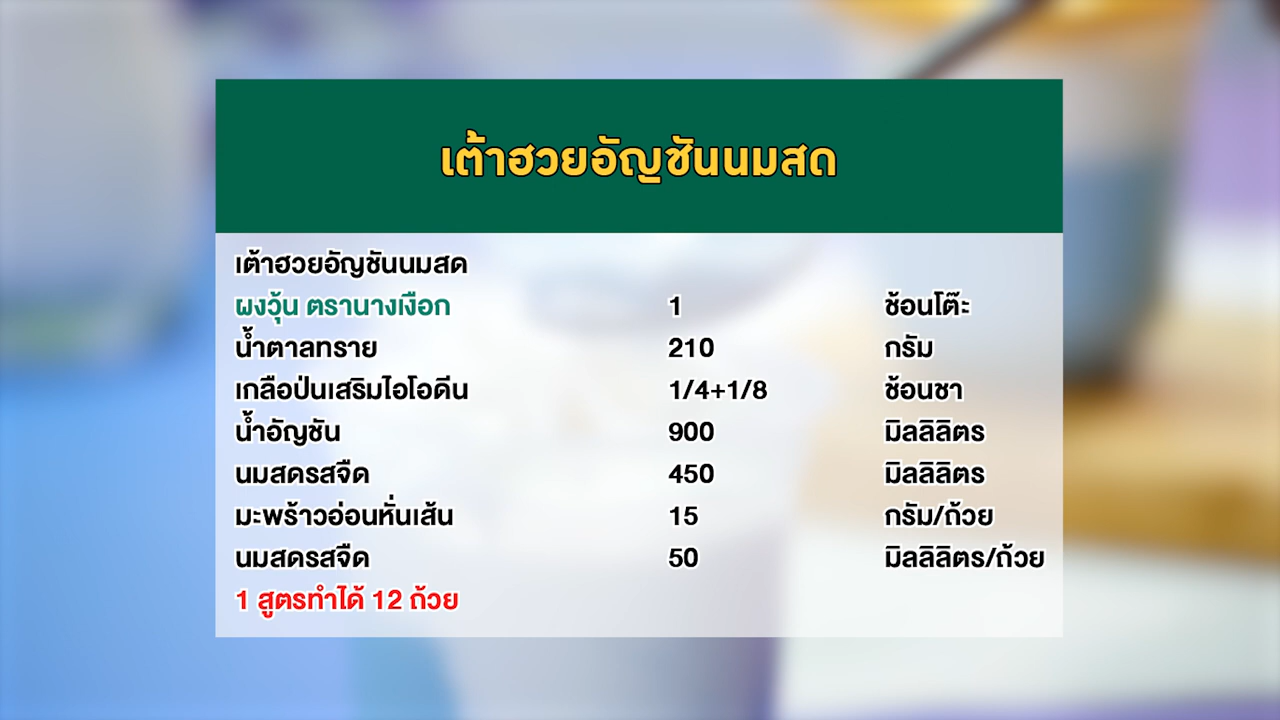 เต้าฮวยอัญชันนมสด
เต้าฮวยอัญชันนมสด
ผงวุ้น ตรานางเงือก 1 ช้อนโต๊ะ
น้ำตาลทราย 210 กรัม
เกลือป่นเสริมไอโอดีน 1/4+1/8 ช้อนชา
น้ำอัญชัน 900 มิลลิลิตร
นมสดรสจืด 450 มิลลิลิตร
มะพร้าวอ่อนหั่นเส้น 15 กรัม/ถ้วย
นมสดรสจืด 50 มิลลิลิตร/ถ้วย
1 สูตรทำได้ 12 ถ้วย